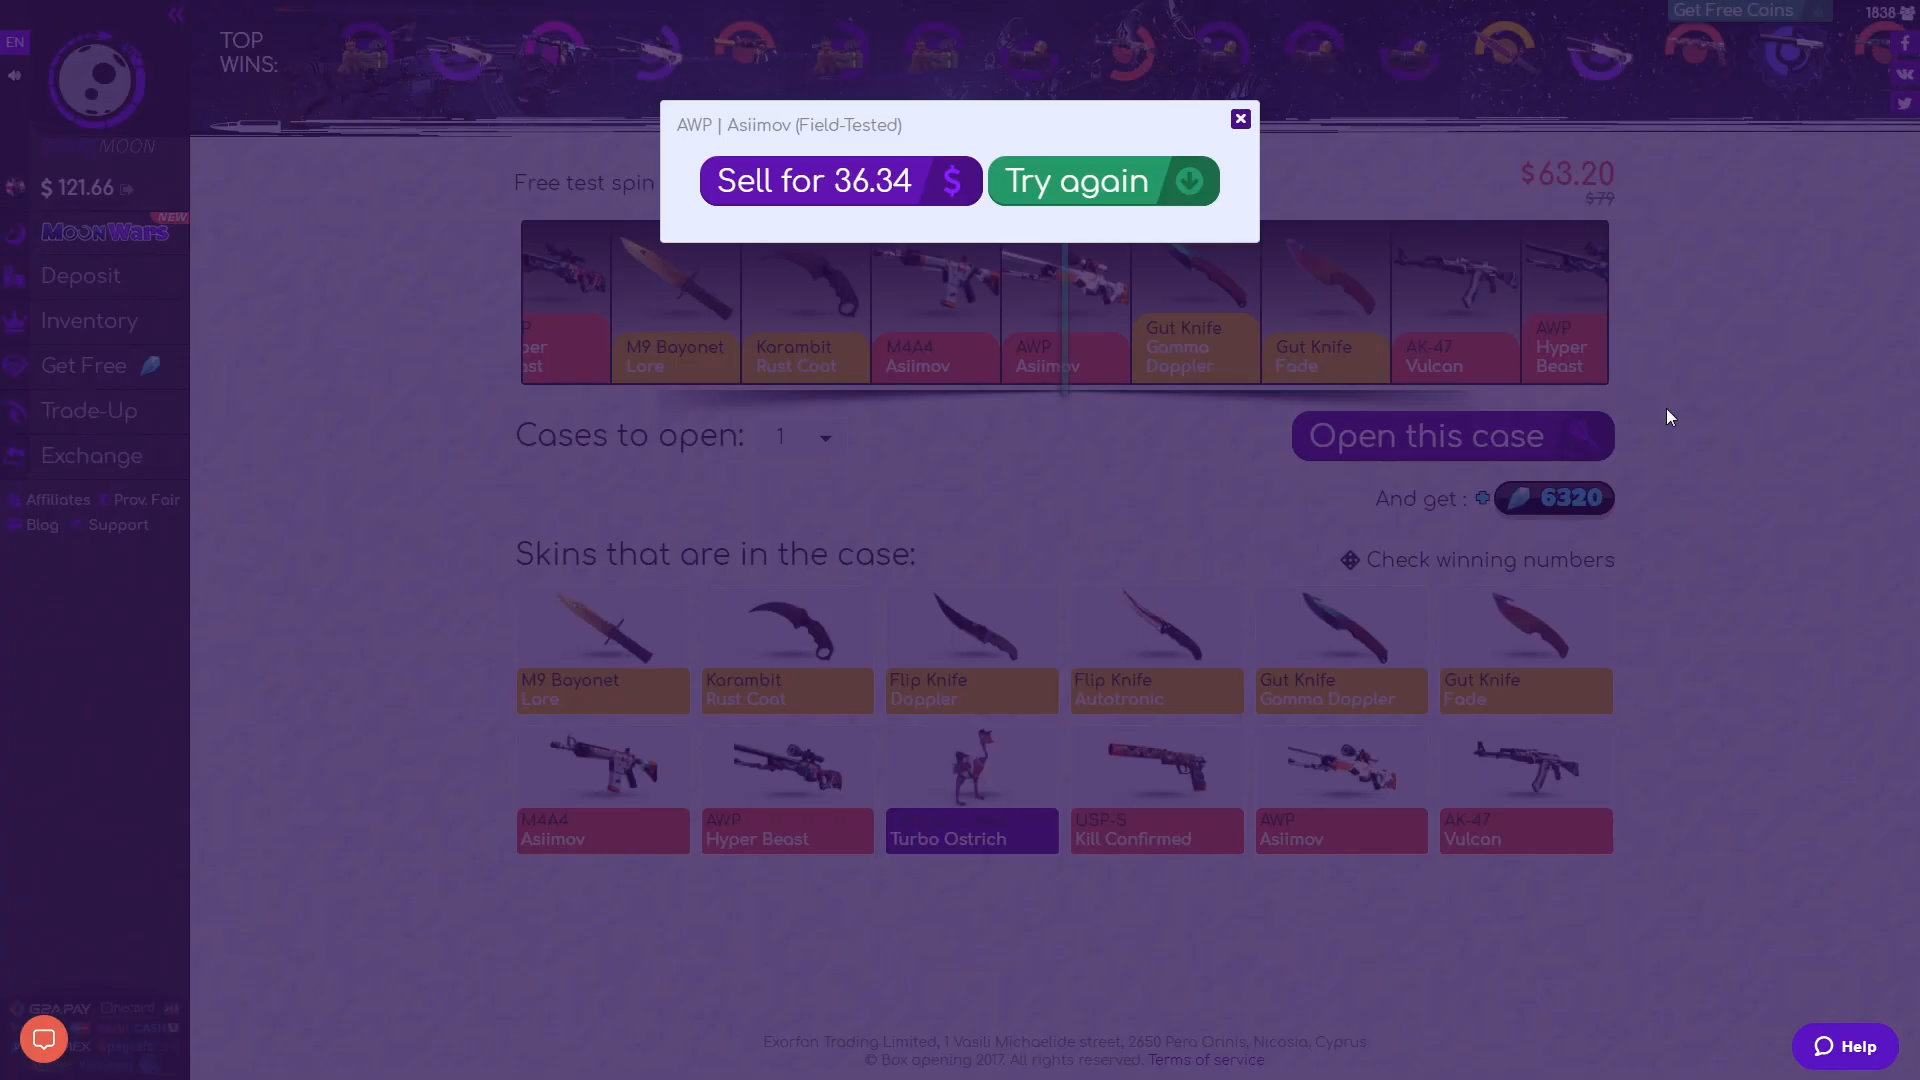 Get Free Coins
1838
EN
TOP
WINS:
MOON
AWP | Asiimov (Field-Tested)
Sell for 36.34 $
Try again
$ 121.66
Free test spin
$63.20
$79
NEW
MOONWars
Deposit
Inventory
Get Free
Trade-Up
Exchange
Affiliates
Prov. Fair
Blog
Support
per
ast
M9 Bayonet
Lore
Karambit
Rust Coat
M4A4
Asiimov
AWP
Asiimov
Gut Knife
Gamma
Doppler
Gut Knife
Fade
AK-47
Vulcan
AWP
Hyper
Beast
Cases to open: 1
Open this case
And get : 6320
Skins that are in the case:
Check winning numbers
M9 Bayonet
Lore
Karambit
Rust Coat
Flip Knife
Doppler
Flip Knife
Autotronic
Gut Knife
Gamma Doppler
Gut Knife
Fade
M4A4
Asiimov
AWP
Hyper Beast
Turbo Ostrich
USP-S
Kill Confirmed
AWP
Asiimov
AK-47
Vulcan
G2A PAY
Exorfan Trading Limited, 1 Vasili Michaelide street, 2650 Pera Orinis, Nicosia, Cyprus
© Box opening 2017. All rights reserved. Terms of service
Help